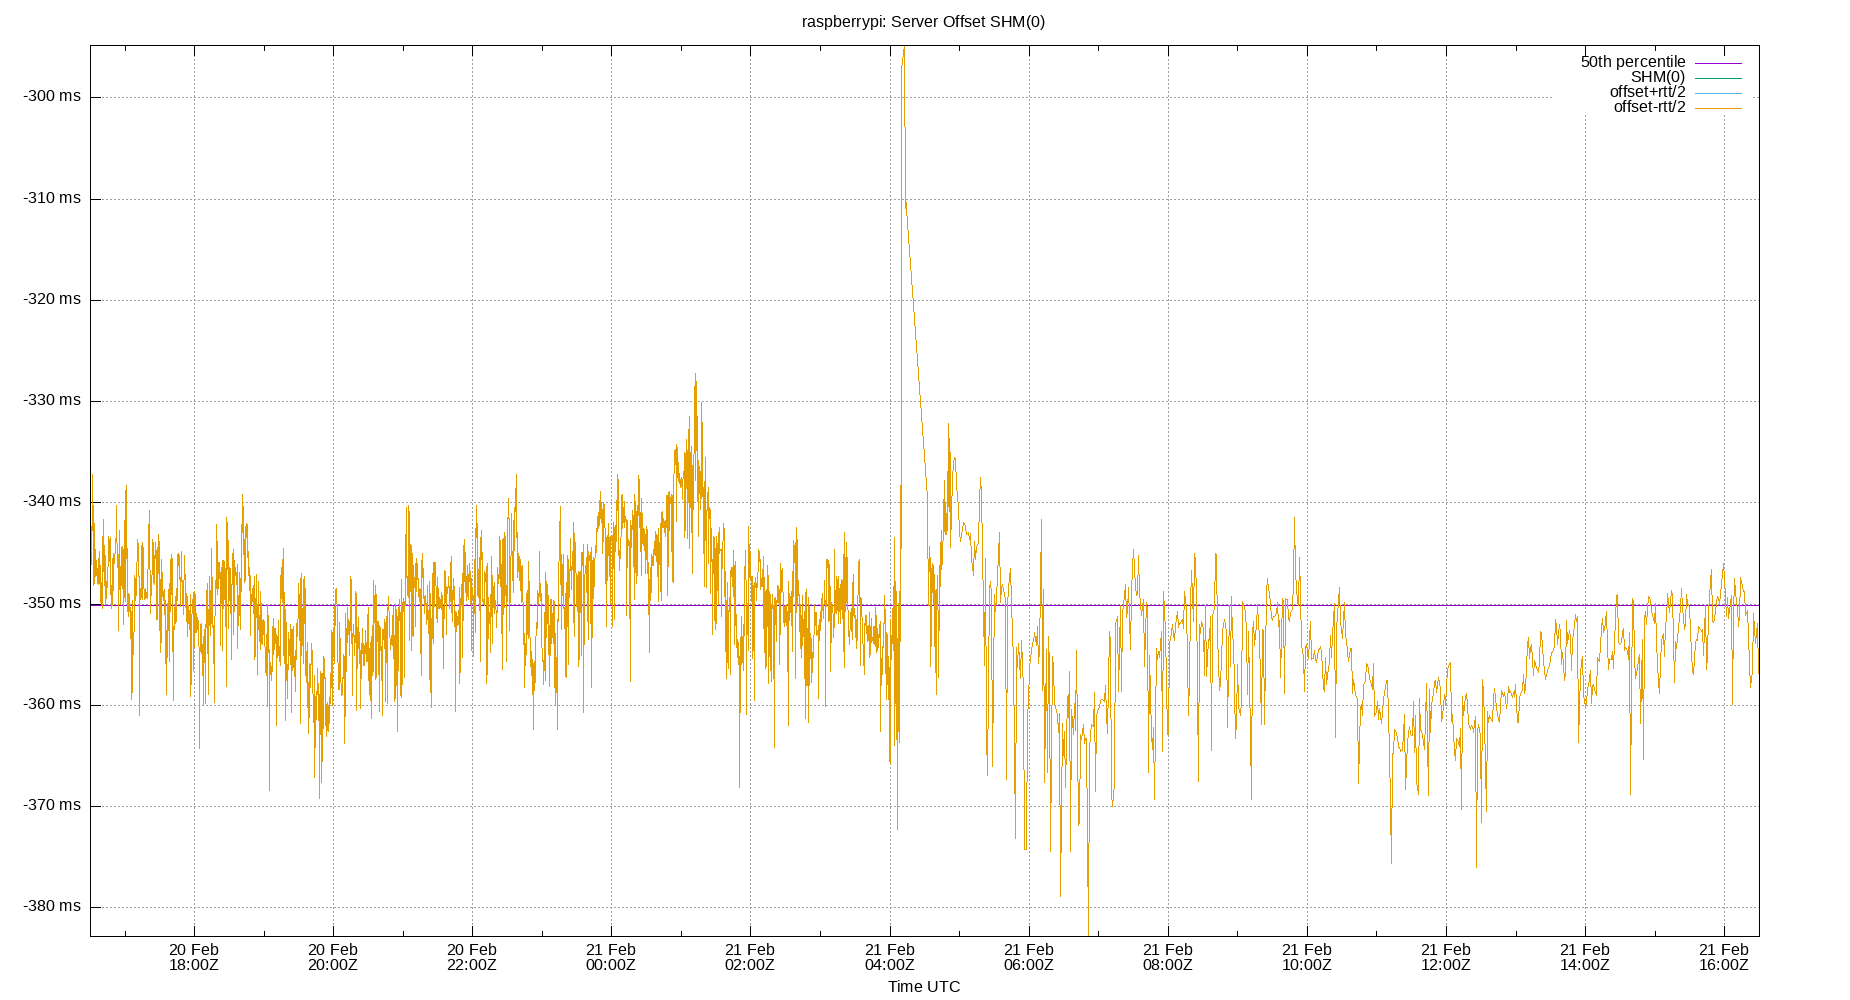 raspberrypi: Server Offset SHM(0)
50th percentile
SHM(0)
offset+rtt/2
offset-rtt/2
-300 ms
-310 ms
-320 ms
-330 ms
-340 ms
-350 ms
-360 ms
-370 ms
-380 ms
20 Feb 20 Feb 20 Feb 21 Feb 21 Feb 21 Feb 21 Feb 21 Feb 21 Feb 21 Feb 21 Feb 21 Feb
18:00Z 20:00Z 22:00Z 00:00Z 02:00Z 04:00Z 06:00Z 08:00Z 10:00Z 12:00Z 14:00Z 16:00Z
Time UTC